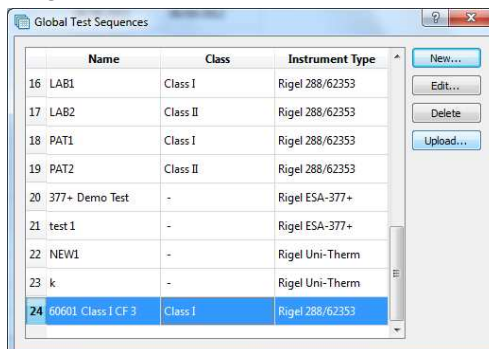 Global Test Sequences
Name Class Instrument Type
New...
16 LAB1 Class I Rigel 288/62353
Edit...
17 LAB2 Class II Rigel 288/62353
Delete
18 PAT1 Class I Rigel 288/62353
Upload...
19 PAT2 Class II Rigel 288/62353
20 377+ Demo Test - Rigel ESA-377+
21 test 1 - Rigel ESA-377+
22 NEW1 - Rigel Uni-Therm
23 k - Rigel Uni-Therm
24 60601 Class I CF 3 Class I Rigel 288/62353